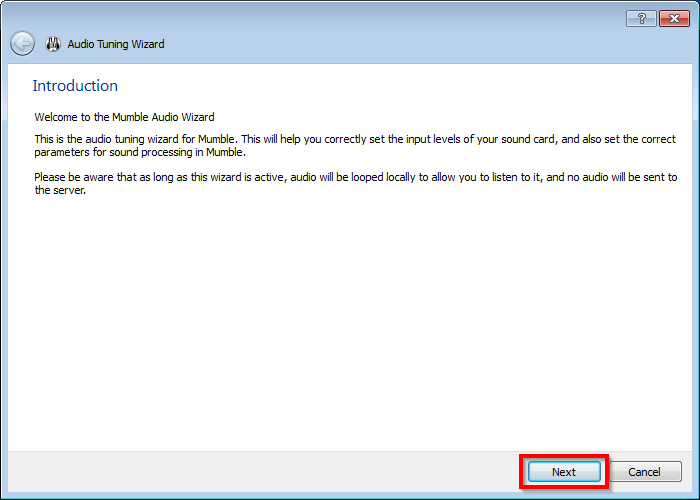 ?
Audio Tuning Wizard
Introduction
Welcome to the Mumble Audio Wizard
This is the audio tuning wizard for Mumble. This will help you correctly set the input levels of your sound card, and also set the correct
parameters for sound processing in Mumble.
Please be aware that as long as this wizard is active, audio will be looped locally to allow you to listen to it, and no audio will be sent to
the server.
Next
Cancel